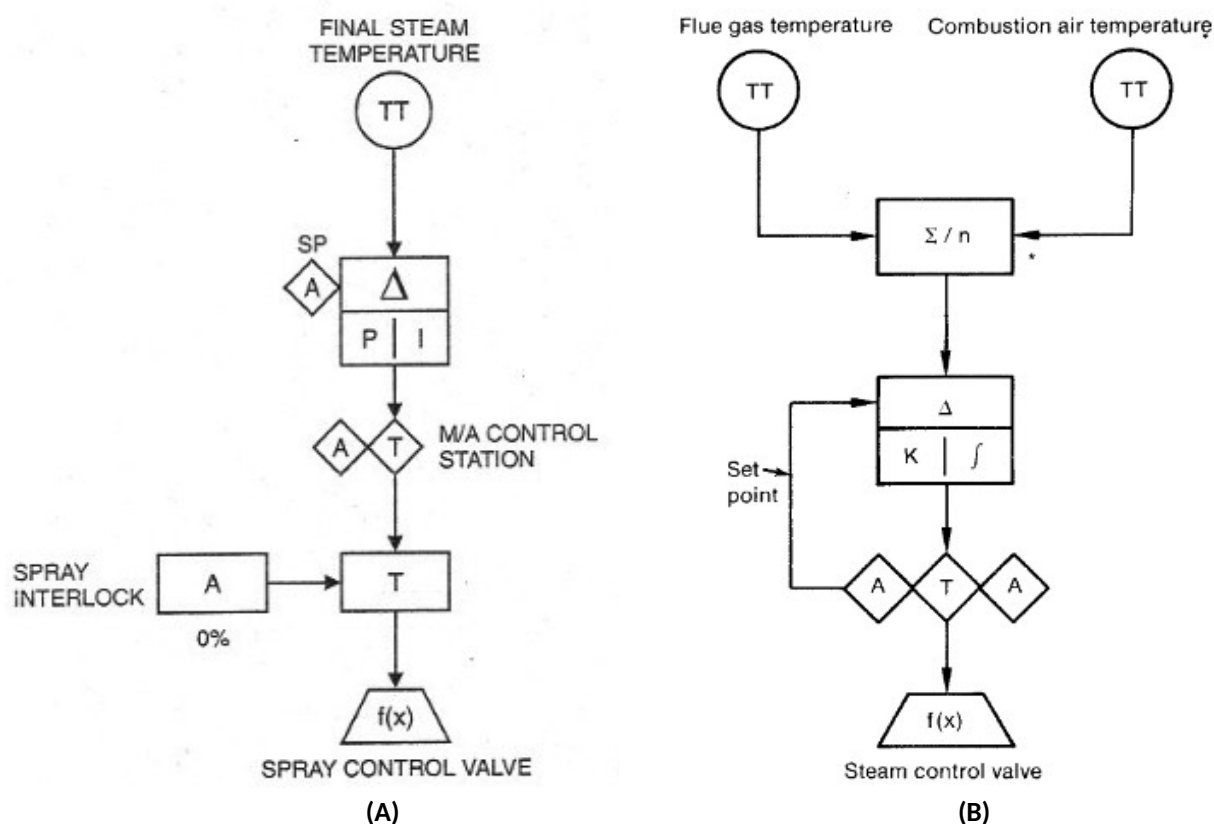 FINAL STEAM
TEMPERATURE
TT
SP
A
Δ
P | I
A T
M/A CONTROL
STATION
SPRAY
INTERLOCK
A
T
0%
f(x)
SPRAY CONTROL VALVE
(A)
Flue gas temperature
Combustion air temperature
TT
TT
Σ / n
*
Δ
K | ∫
Set
point
A T A
f(x)
Steam control valve
(B)